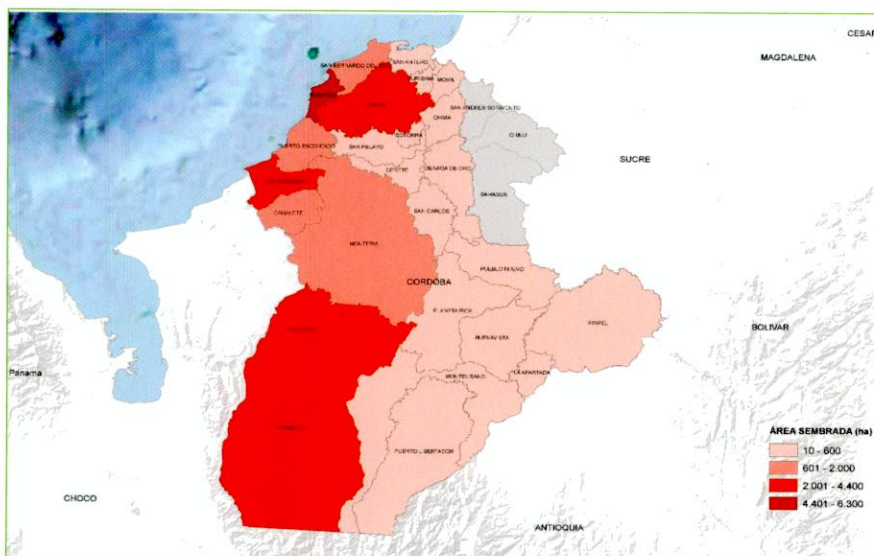 CESAR
MAGDALENA
SAN BERNARDO DEL
SAN ANTERO
MOMIL
SAN ANDRES SOTAVENTO
CHIMA
CHINU
PUERTO ESCONDIDO
SAN PELAYO
COTORRA
CERETE
CIENAGA DE ORO
SUCRE
SAHAGUN
CANALETE
SAN CARLOS
MONTERIA
PUEBLO NUEVO
CORDOBA
PLANETA RICA
AYAPEL
BUENAVISTA
BOLIVAR
Panama
LA APARTADA
MONTELIBANO
PUERTO LIBERTADOR
CHOCO
ANTIOQUIA
ÁREA SEMBRADA (ha)
10 - 600
601 - 2.000
2.001 - 4.400
4.401 - 6.300